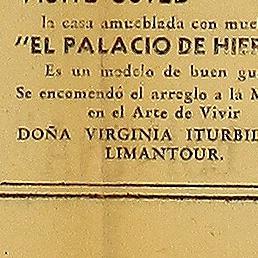 la casa amueblada con mue
"EL PALACIO DE HIER
Es un modelo de buen gu
Se encomendó el arreglo a la M
en el Arte de Vivir
DOÑA VIRGINIA ITURBI
LIMANTOUR.